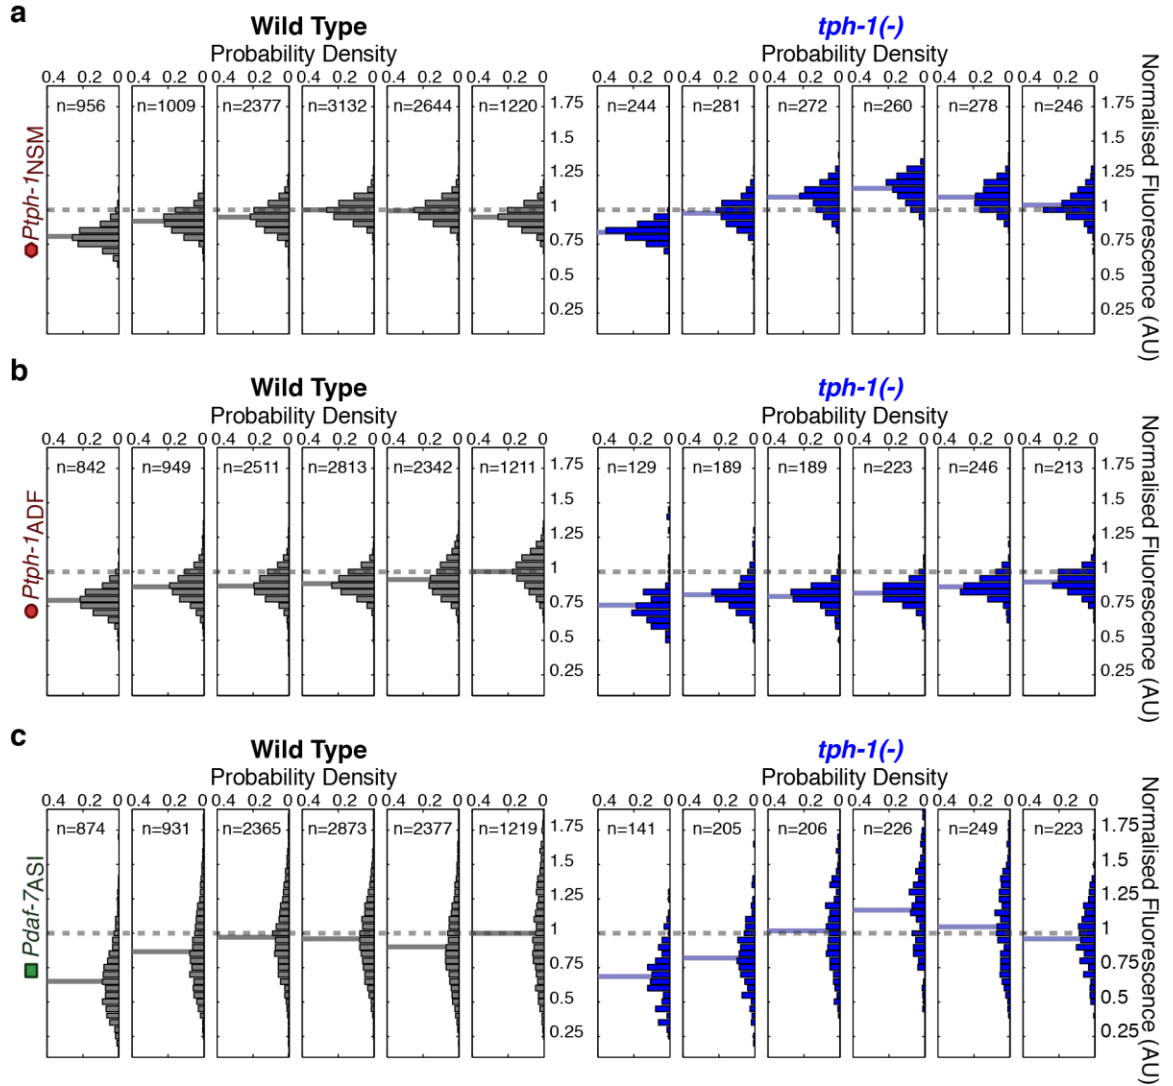 a
Wild Type
tph-1(-)
Probability Density
Probability Density
0.4 0.2 0 0.4 0.2 0 0.4 0.2 0 0.4 0.2 0 0.4 0.2 0 0.4 0.2 0
0.4 0.2 0 0.4 0.2 0 0.4 0.2 0 0.4 0.2 0 0.4 0.2 0 0.4 0.2 0
n=956 n=1009 n=2377 n=3132 n=2644 n=1220
n=244 n=281 n=272 n=260 n=278 n=246
1.75 1.75
1.5 1.5
1.25 1.25
1 1
0.75 0.75
0.5 0.5
0.25 0.25
Ptph-1NSM
Normalised Fluorescence (AU)
b
Wild Type
tph-1(-)
Probability Density
Probability Density
0.4 0.2 0 0.4 0.2 0 0.4 0.2 0 0.4 0.2 0 0.4 0.2 0 0.4 0.2 0
0.4 0.2 0 0.4 0.2 0 0.4 0.2 0 0.4 0.2 0 0.4 0.2 0 0.4 0.2 0
n=842 n=949 n=2511 n=2813 n=2342 n=1211
n=129 n=189 n=189 n=223 n=246 n=213
1.75 1.75
1.5 1.5
1.25 1.25
1 1
0.75 0.75
0.5 0.5
0.25 0.25
Ptph-1ADF
Normalised Fluorescence (AU)
c
Wild Type
tph-1(-)
Probability Density
Probability Density
0.4 0.2 0 0.4 0.2 0 0.4 0.2 0 0.4 0.2 0 0.4 0.2 0 0.4 0.2 0
0.4 0.2 0 0.4 0.2 0 0.4 0.2 0 0.4 0.2 0 0.4 0.2 0 0.4 0.2 0
n=874 n=931 n=2365 n=2873 n=2377 n=1219
n=141 n=205 n=206 n=226 n=249 n=223
1.75 1.75
1.5 1.5
1.25 1.25
1 1
0.75 0.75
0.5 0.5
0.25 0.25
Pdaf-7ASI
Normalised Fluorescence (AU)